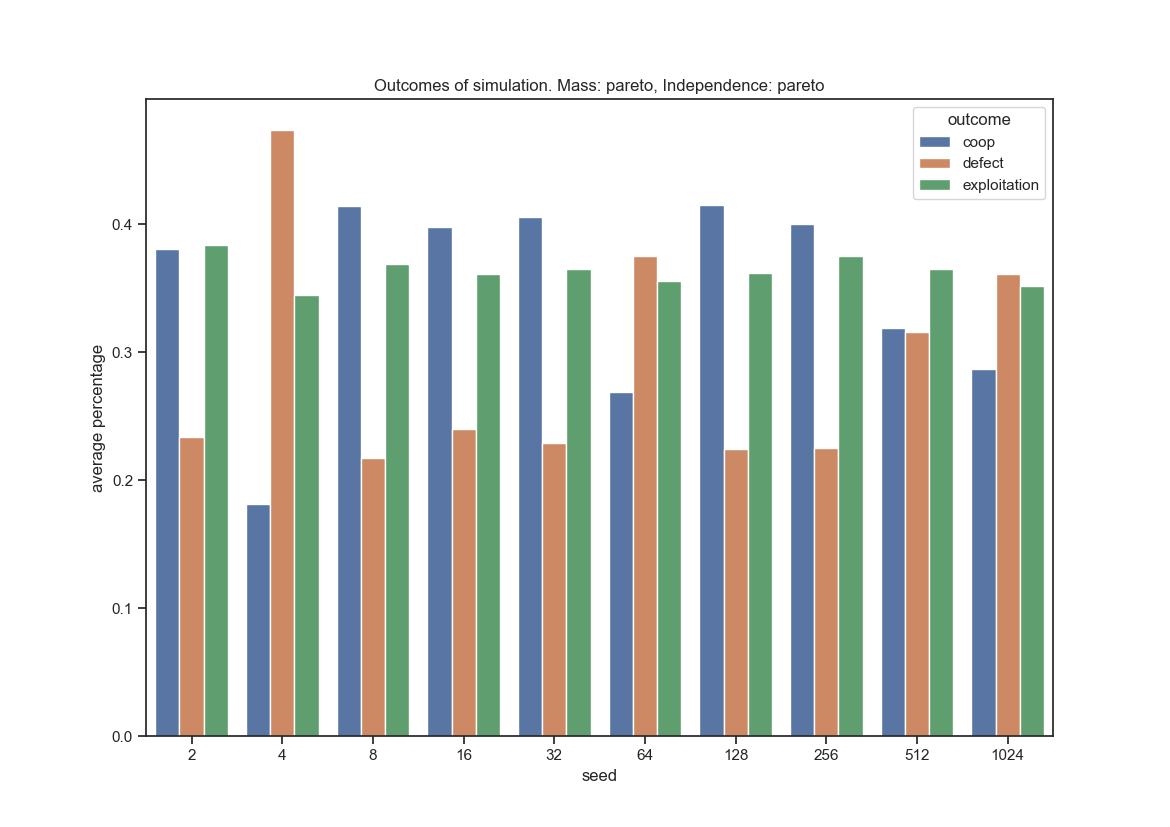 Outcomes of simulation. Mass: pareto, Independence: pareto
outcome
coop
defect
exploitation
average percentage
0.4
0.3
0.2
0.1
0.0
2 4 8 16 32 64 128 256 512 1024
seed